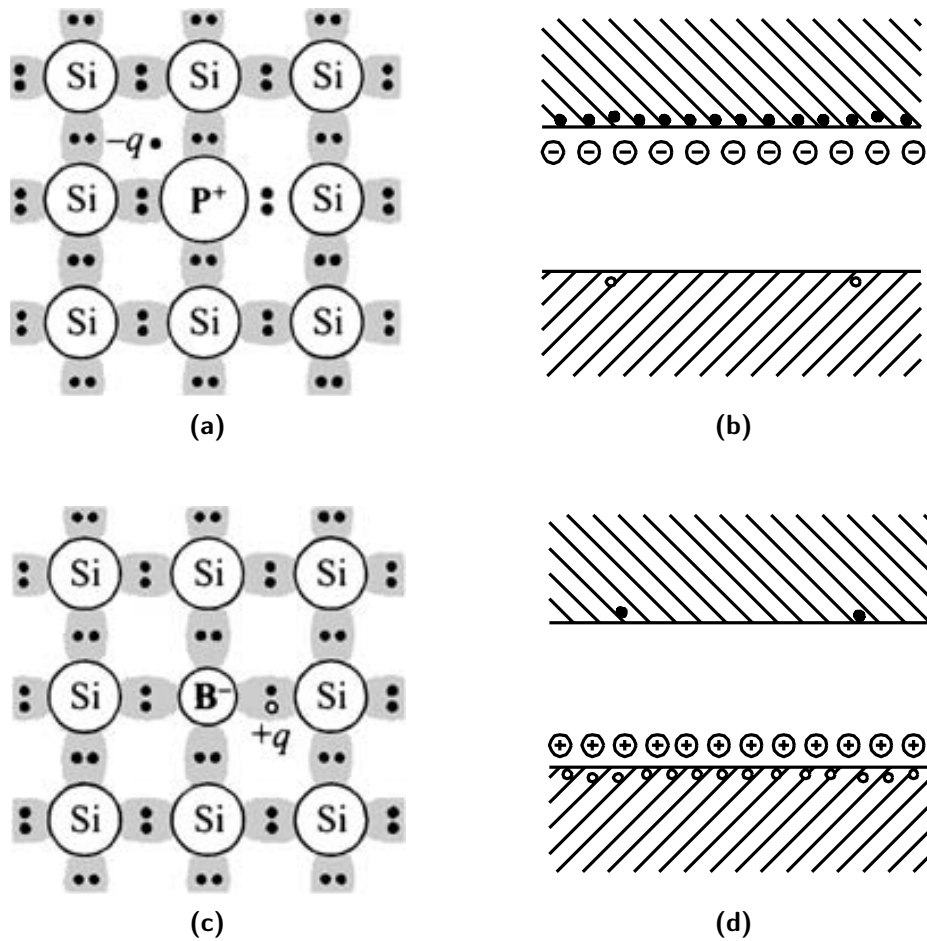 Si Si Si
−q
Si P⁺ Si
Si Si Si
(a)
− − − − − − − − − − −
(b)
Si Si Si
Si B⁻ Si
+q
Si Si Si
(c)
+ + + + + + + + + + + +
(d)